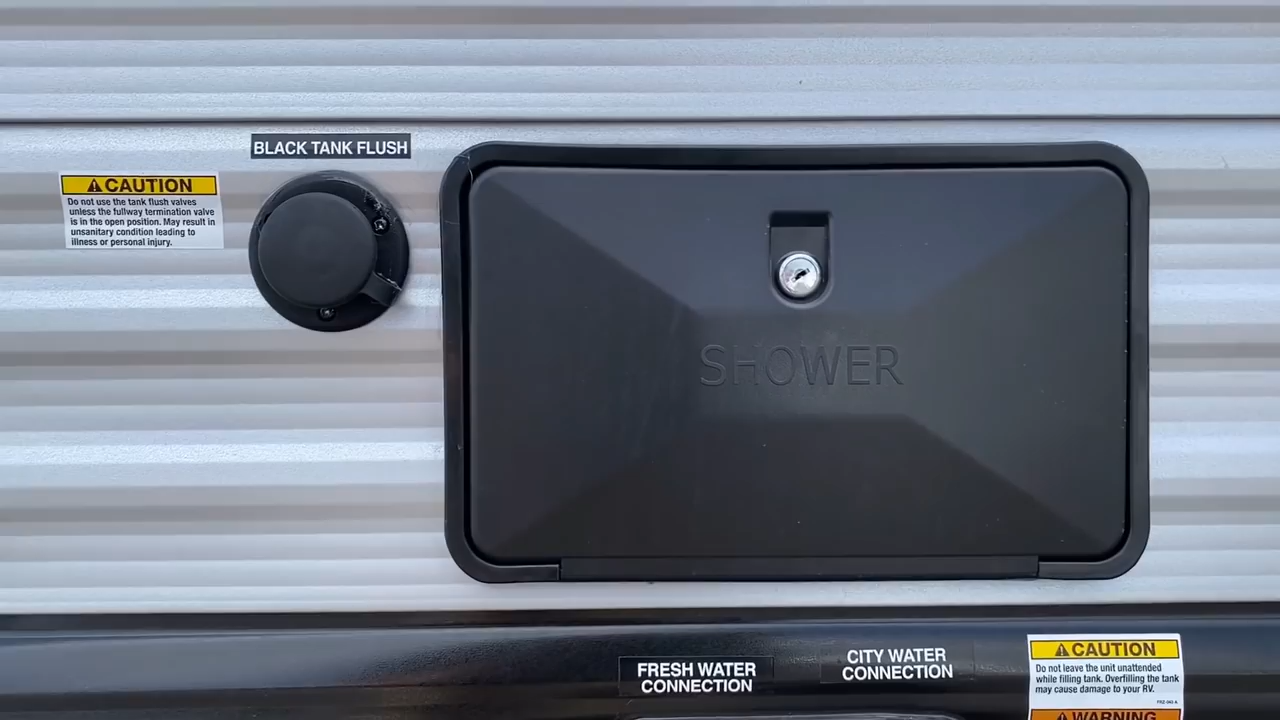 BLACK TANK FLUSH
CAUTION
Do not use the tank flush valves
unless the fullway termination valve
is in the open position. May result in
unsanitary condition leading to
illness or personal injury.
SHOWER
FRESH WATER
CONNECTION
CITY WATER
CONNECTION
CAUTION
Do not leave the unit unattended
while filling tank. Overfilling the tank
may cause damage to your RV.
WARNING